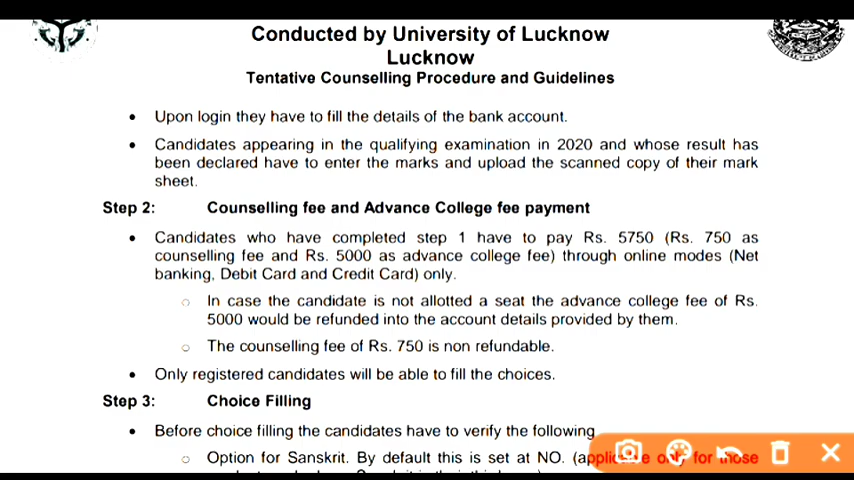 Conducted by University of Lucknow
Lucknow
Tentative Counselling Procedure and Guidelines
• Upon login they have to fill the details of the bank account.
• Candidates appearing in the qualifying examination in 2020 and whose result has
been declared have to enter the marks and upload the scanned copy of their mark
sheet.
Step 2: Counselling fee and Advance College fee payment
• Candidates who have completed step 1 have to pay Rs. 5750 (Rs. 750 as
counselling fee and Rs. 5000 as advance college fee) through online modes (Net
banking, Debit Card and Credit Card) only.
○ In case the candidate is not allotted a seat the advance college fee of Rs.
5000 would be refunded into the account details provided by them.
○ The counselling fee of Rs. 750 is non refundable.
• Only registered candidates will be able to fill the choices.
Step 3: Choice Filling
• Before choice filling the candidates have to verify the following
○ Option for Sanskrit. By default this is set at NO. (applicable only for those